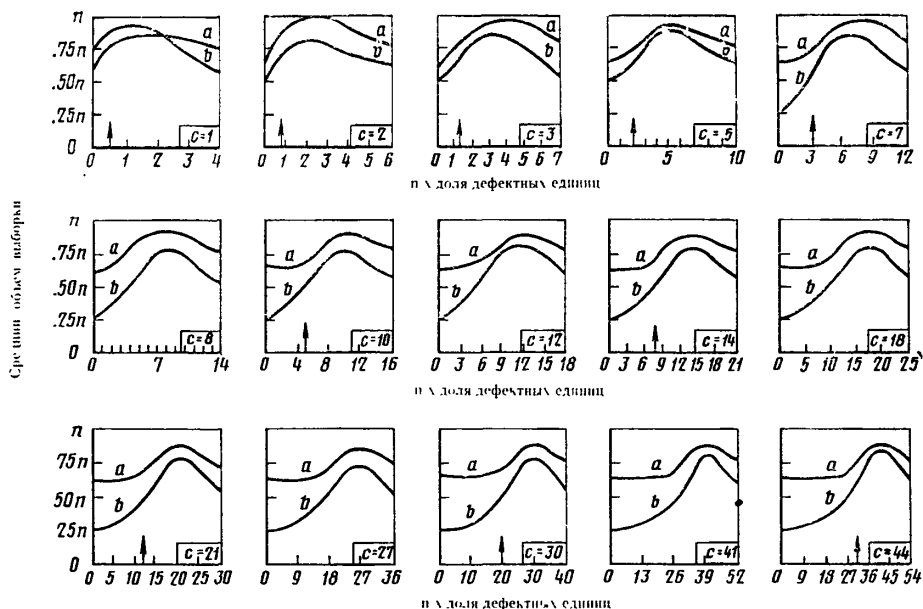 n
.75n
.50n
.25n
0
a
b
c=1
0 1 2 3 4
a
в
c=2
0 1 2 3 4 5 6
a
b
c=3
0 1 2 3 4 5 6 7
a
в
c=.5
0 5 10
a
b
c=7
0 3 6 9 12
n x доля дефектных единиц
Средний объем выборки
n
.75n
.50n
.25n
0
a
b
c=8
0 7 14
a
b
c=10
0 4 8 12 16
a
b
c=12
0 3 6 9 12 15 18
a
b
c=14
0 3 6 9 12 15 18 21
a
b
c=18
0 5 10 15 20 25
n x доля дефектных единиц
n
75n
50n
25n
0
a
b
c=21
0 5 10 15 20 25 30
a
b
c=27
0 9 18 27 36
a
b
c=30
0 10 20 30 40
a
b
c=41
0 13 26 39 52
a
b
c=44
0 9 18 27 36 45 54
n x доля дефектных единиц